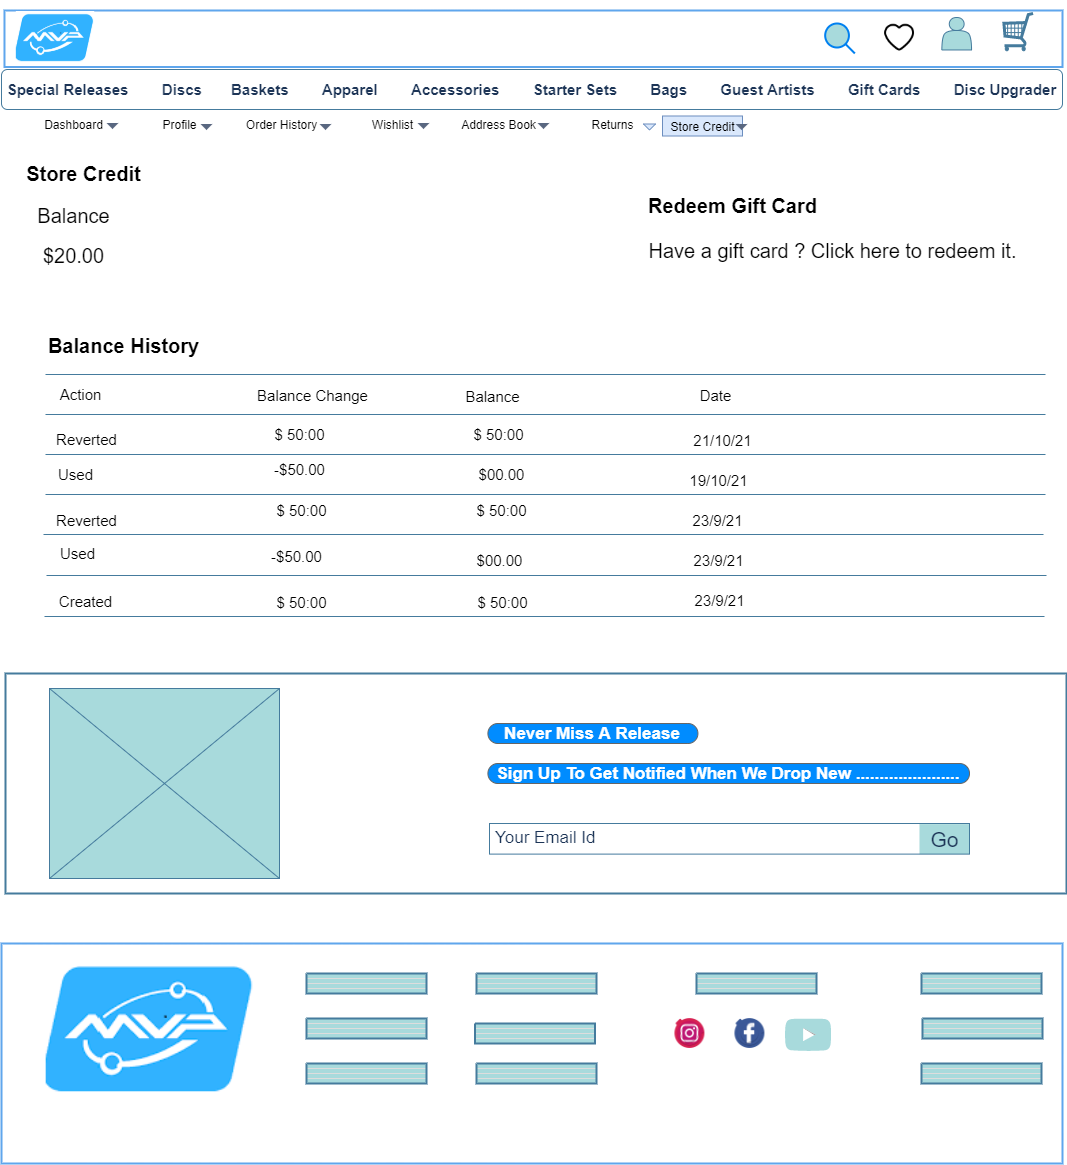 MVP
Special Releases Discs Baskets Apparel Accessories Starter Sets Bags Guest Artists Gift Cards Disc Upgrader
Dashboard Profile Order History Wishlist Address Book Returns Store Credit
Store Credit
Balance
$20.00
Redeem Gift Card
Have a gift card ? Click here to redeem it.
Balance History
Action Balance Change Balance Date
Reverted $ 50:00 $ 50:00 21/10/21
Used -$50.00 $00.00 19/10/21
Reverted $ 50:00 $ 50:00 23/9/21
Used -$50.00 $00.00 23/9/21
Created $ 50:00 $ 50:00 23/9/21
Never Miss A Release
Sign Up To Get Notified When We Drop New .......................
Your Email Id Go
MVP